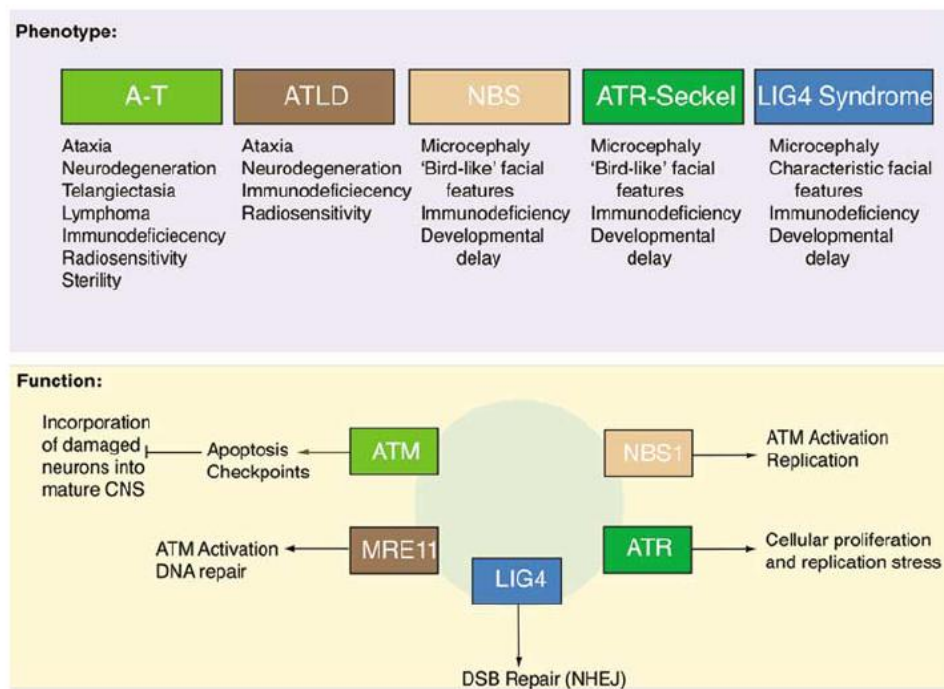 Phenotype:
A-T
Ataxia
Neurodegeneration
Telangiectasia
Lymphoma
Immunodeficiecency
Radiosensitivity
Sterility
ATLD
Ataxia
Neurodegeneration
Immunodeficiecency
Radiosensitivity
NBS
Microcephaly
'Bird-like' facial
features
Immunodeficiency
Developmental
delay
ATR-Seckel
Microcephaly
'Bird-like' facial
features
Immunodeficiency
Developmental
delay
LIG4 Syndrome
Microcephaly
Characteristic facial
features
Immunodeficiency
Developmental
delay
Function:
Incorporation
of damaged
neurons into
mature CNS
Apoptosis
Checkpoints
ATM
NBS1
ATM Activation
Replication
ATM Activation
DNA repair
MRE11
LIG4
ATR
Cellular proliferation
and replication stress
DSB Repair (NHEJ)